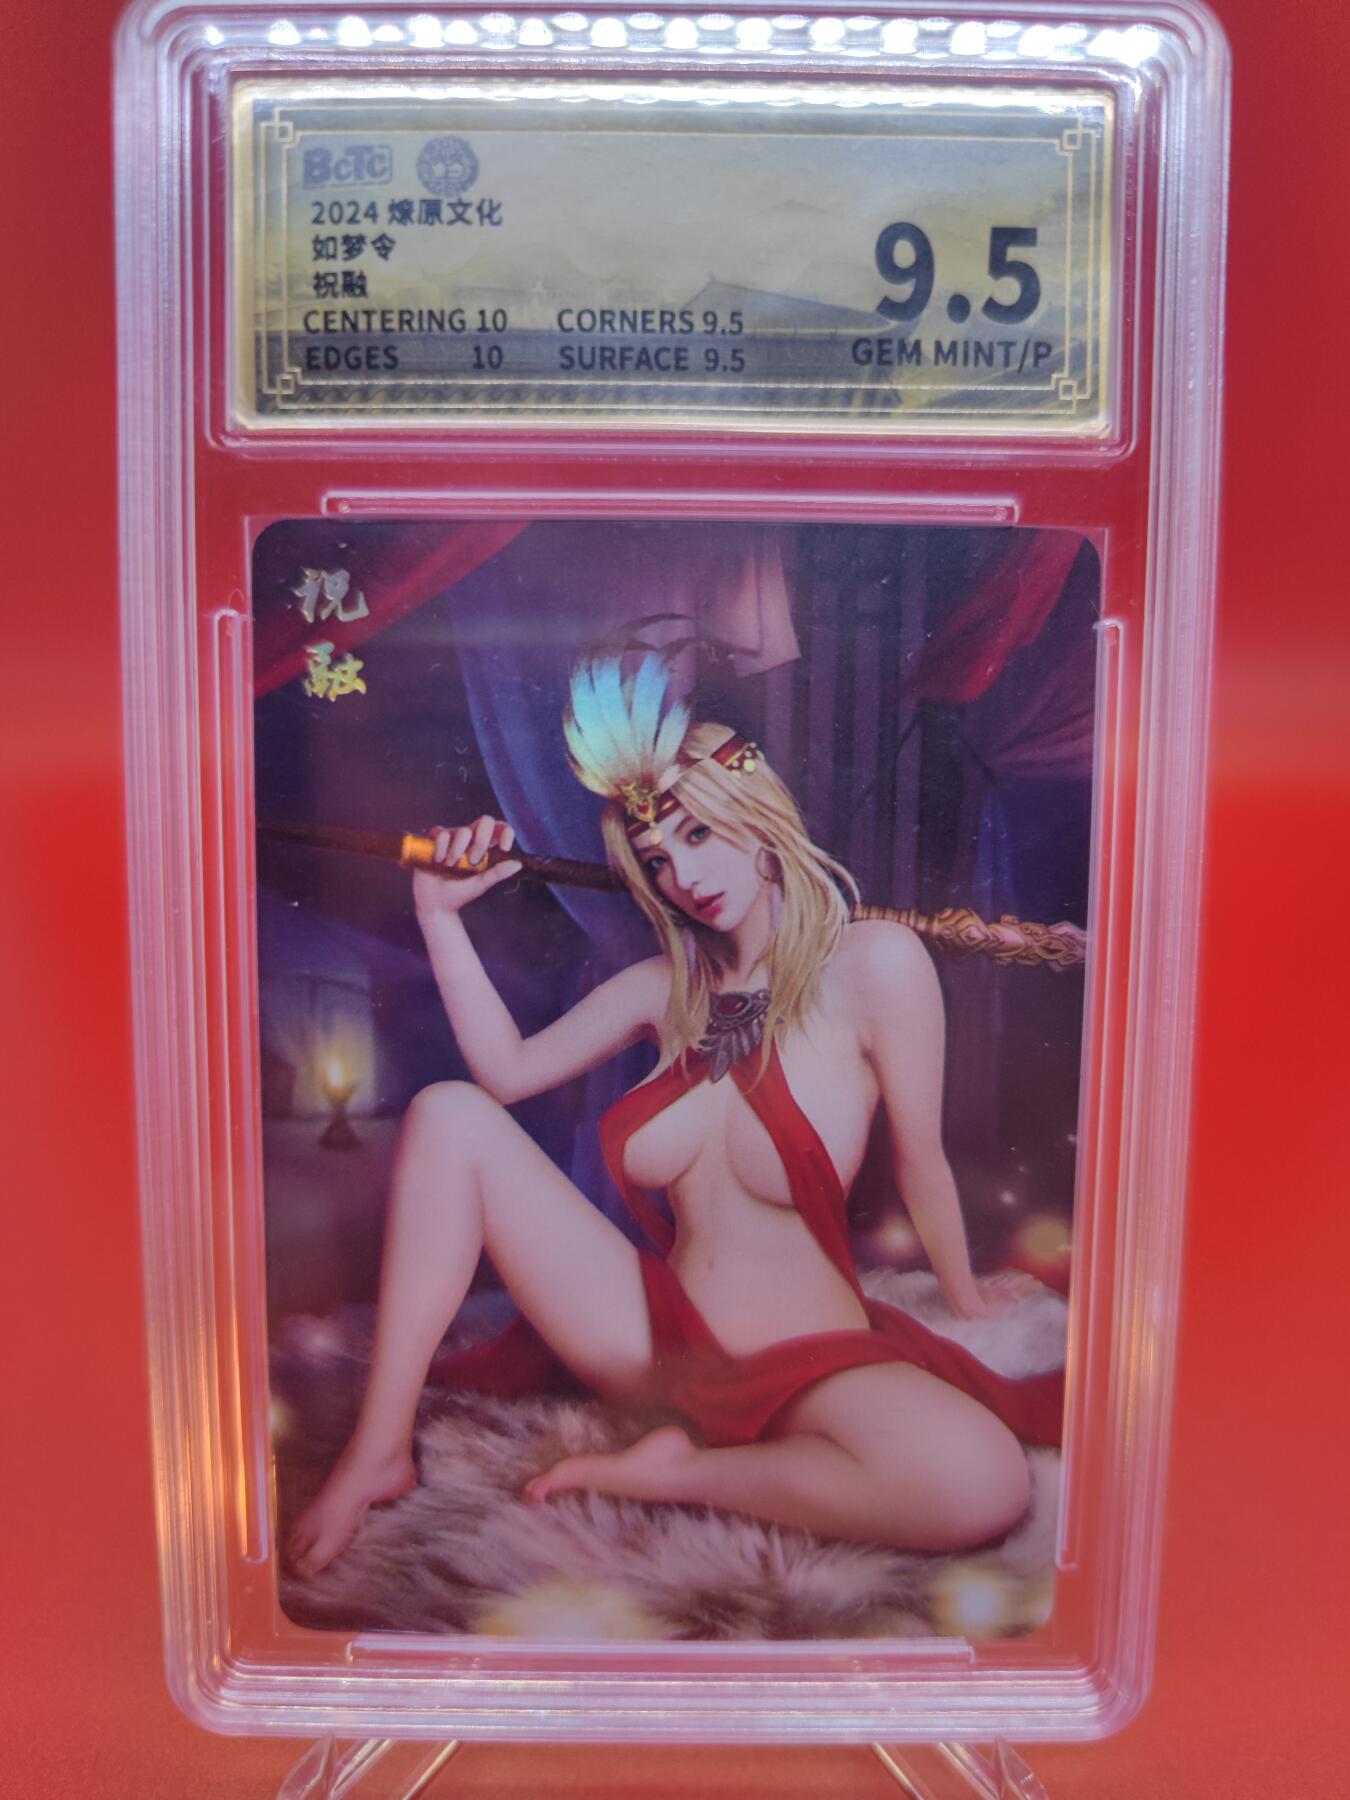 BCTC
2024 燎原文化
如梦令
祝融
CENTERING 10 CORNERS 9.5
EDGES 10 SURFACE 9.5
9.5
GEM MINT/P
祝
融